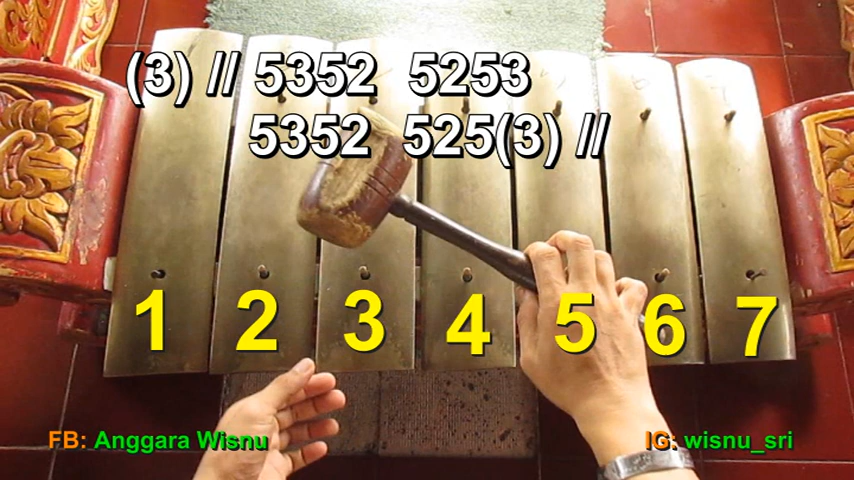 (3) // 5352 5253
5352 525(3) //
1 2 3 4 5 6 7
FB: Anggara Wisnu
IG: wisnu_sri